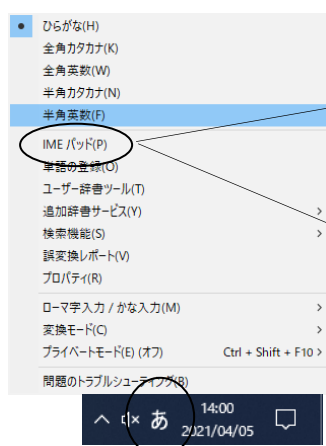 ひらがな(H)
全角カタカナ(K)
全角英数(W)
半角カタカナ(N)
半角英数(F)
IME パッド(P)
単語の登録(O)
ユーザー辞書ツール(T)
追加辞書サービス(Y)
検索機能(S)
誤変換レポート(V)
プロパティ(R)
ローマ字入力 / かな入力(M)
変換モード(C)
プライベートモード(E) (オフ) Ctrl + Shift + F10
問題のトラブルシューティング(B)
あ
14:00
2021/04/05